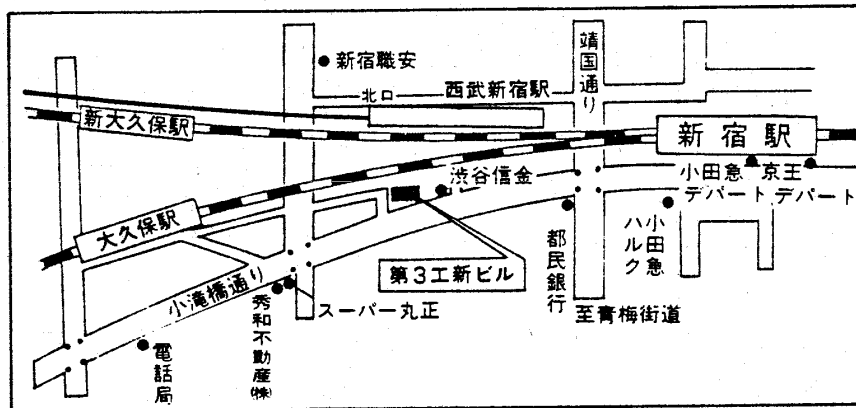 新宿職安
靖国通り
北口
西武新宿駅
新大久保駅
新宿駅
渋谷信金
小田急デパート
京王デパート
大久保駅
第3工新ビル
都民銀行
小田急ハルク
小滝橋通り
スーパー丸正
至青梅街道
秀和不動産㈱
電話局